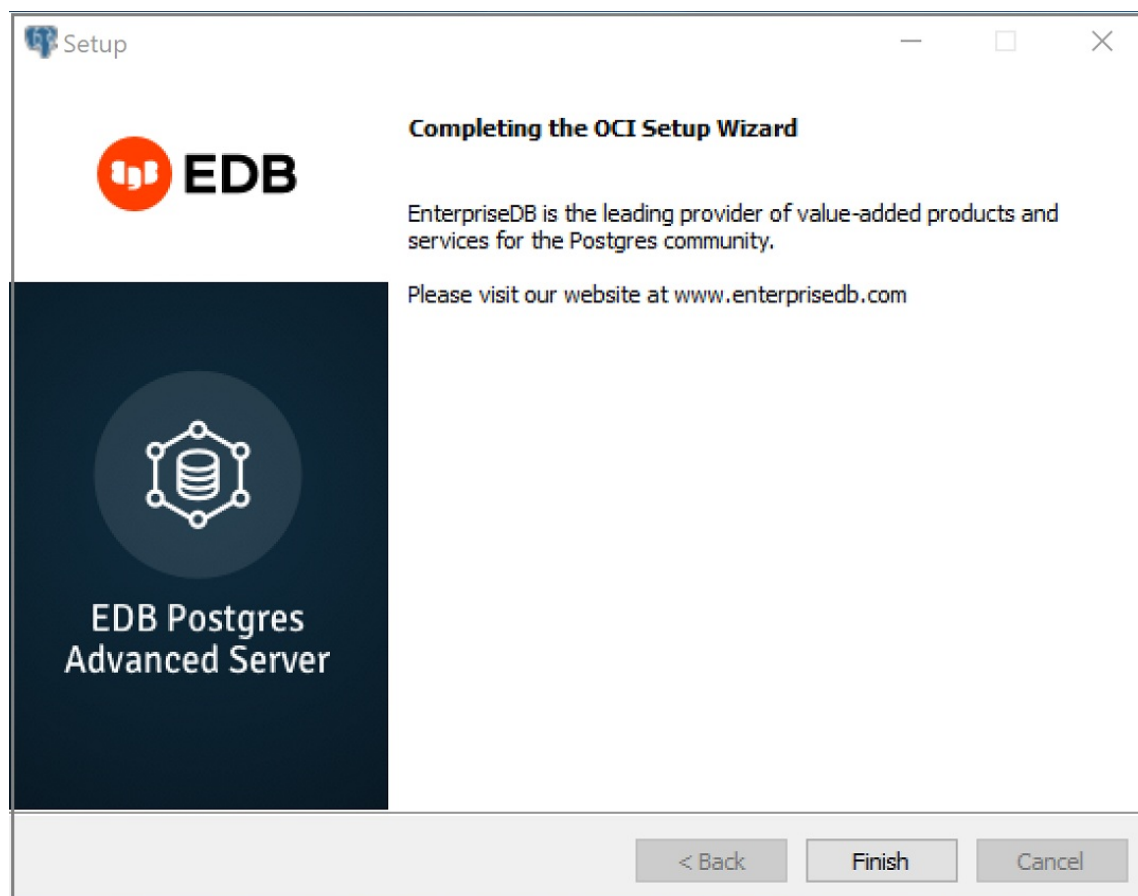 Setup
EDB
Completing the OCI Setup Wizard
EnterpriseDB is the leading provider of value-added products and
services for the Postgres community.
Please visit our website at www.enterprisedb.com
EDB Postgres
Advanced Server
< Back
Finish
Cancel